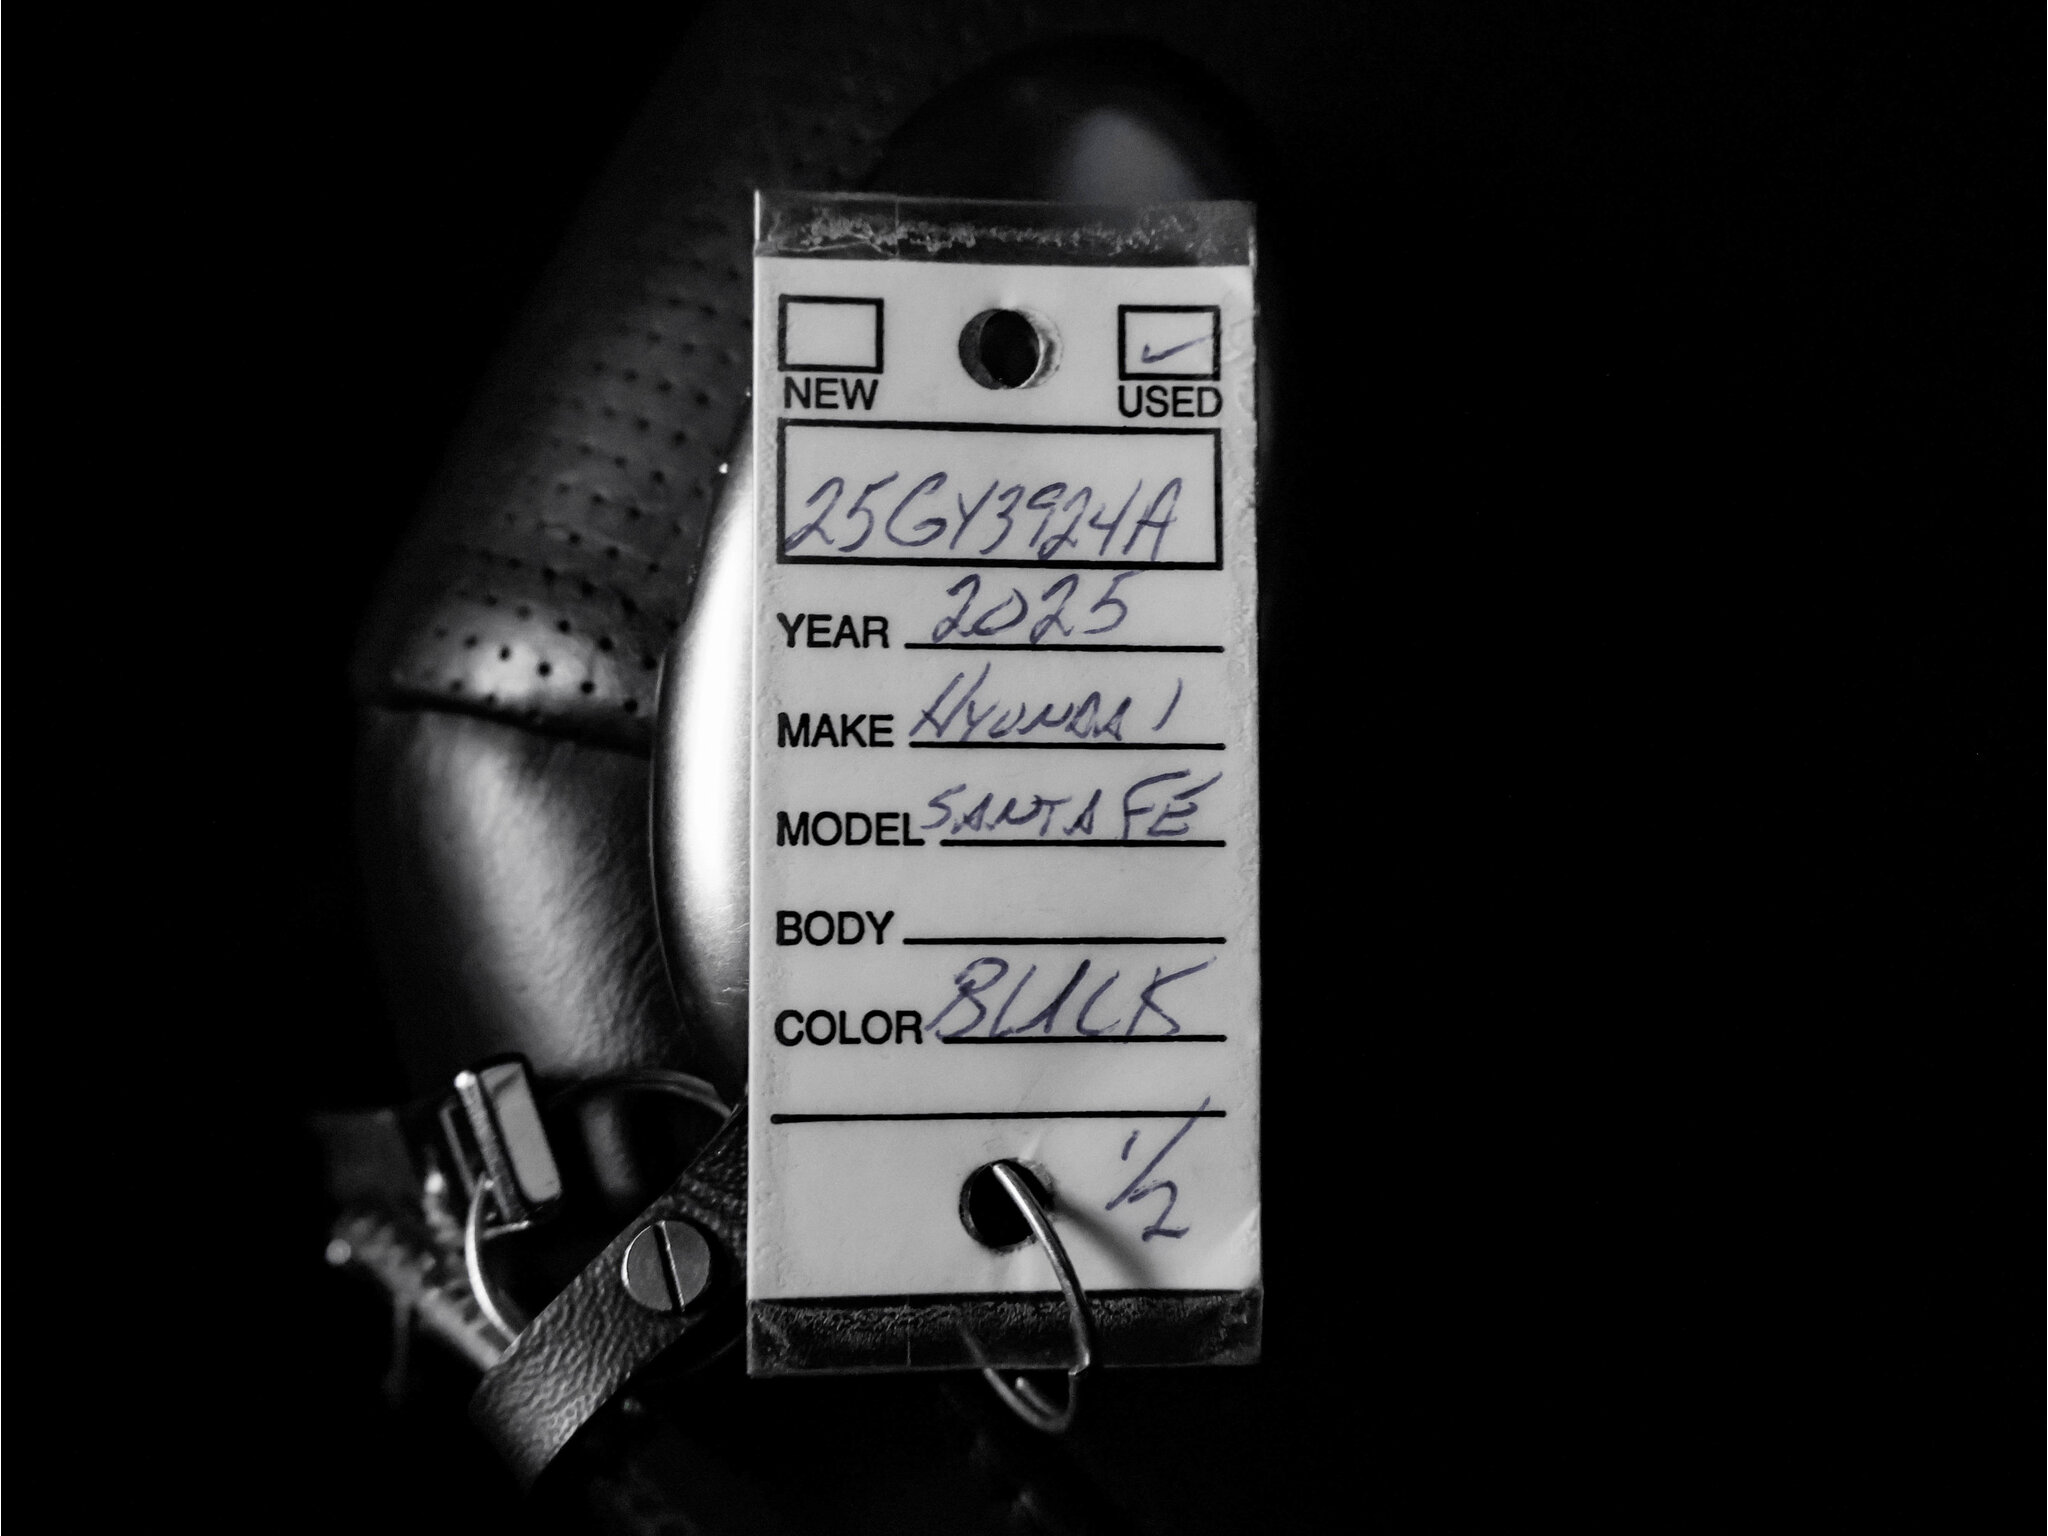 NEW USED
25GY3924A
YEAR 2025
MAKE HYUNDAI
MODEL SANTA FE
BODY
COLOR BLACK
1/2